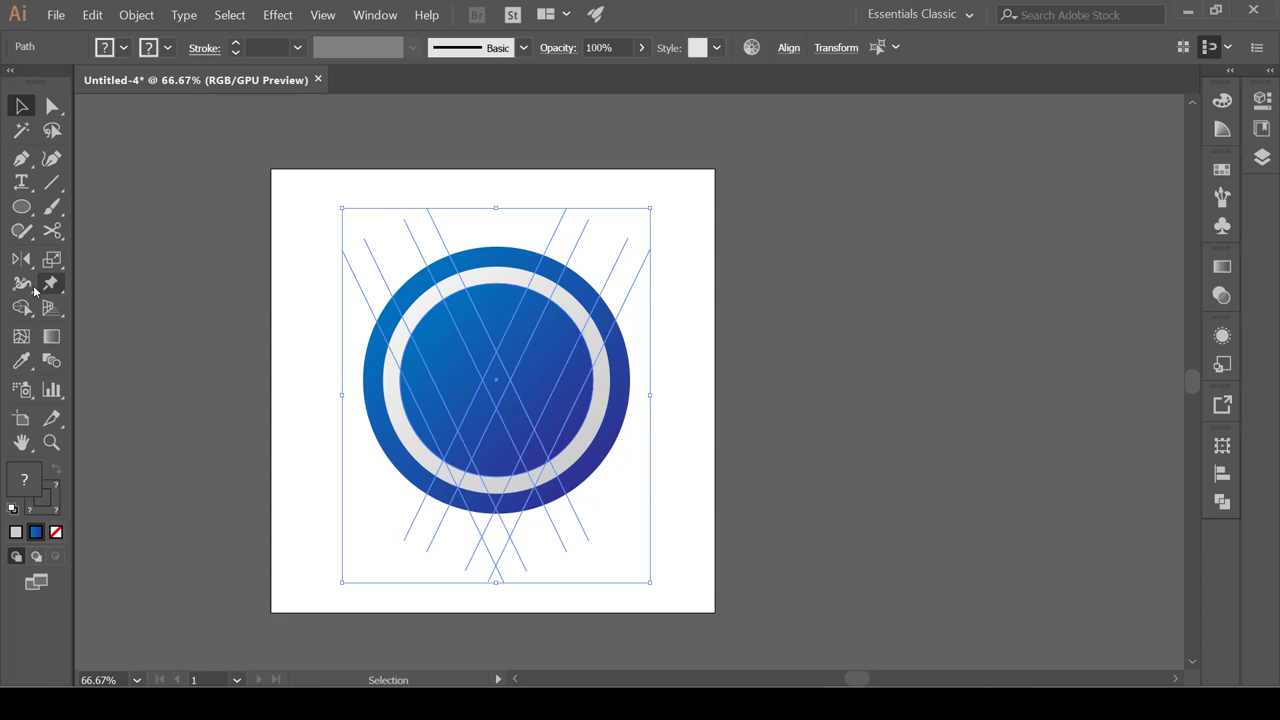 Ai File Edit Object Type Select Effect View Window Help Br St Essentials Classic Search Adobe Stock
Path ? ? Stroke: Basic Opacity: 100% Style: Align Transform
Untitled-4* @ 66.67% (RGB/GPU Preview) ×
T
?
?
? ?
66.67% 1 Selection